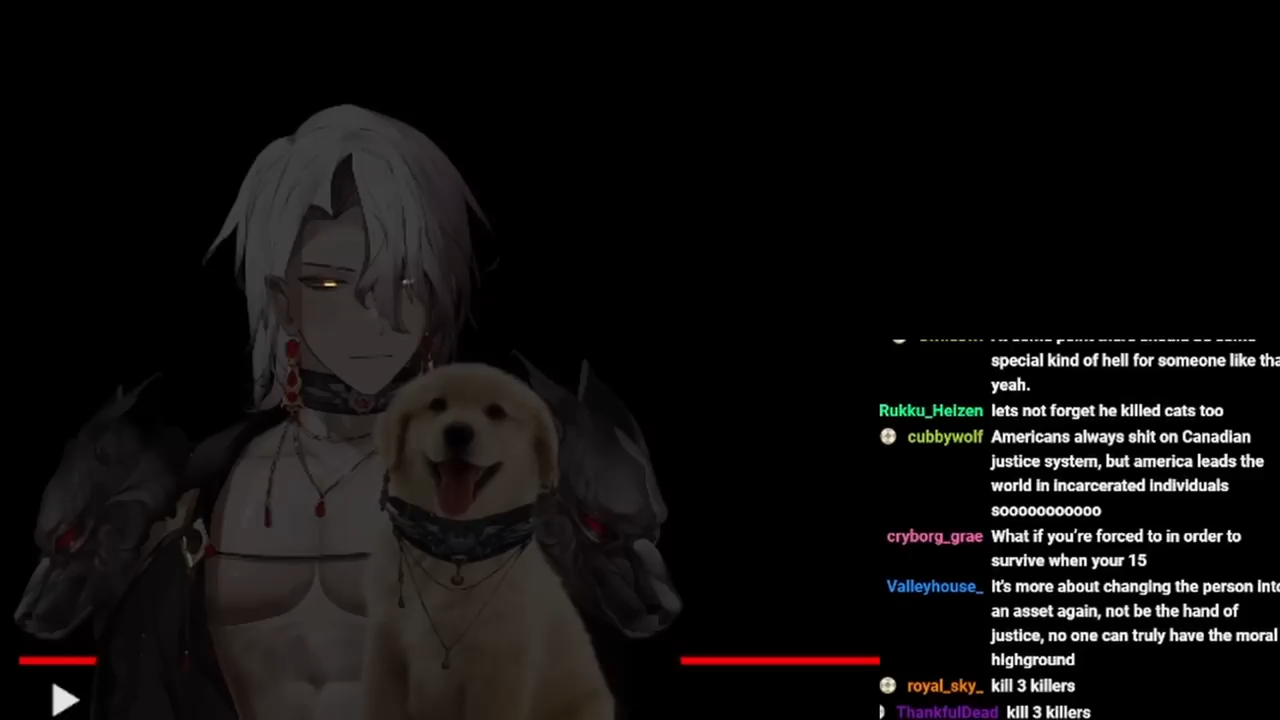 special kind of hell for someone like tha
yeah.
Rukku_Helzen lets not forget he killed cats too
cubbywolf Americans always shit on Canadian
justice system, but america leads the
world in incarcerated individuals
sooooooooooo
cryborg_grae What if you're forced to in order to
survive when your 15
Valleyhouse_ It's more about changing the person into
an asset again, not be the hand of
justice, no one can truly have the moral
highground
royal_sky_ kill 3 killers
ThankfulDead kill 3 killers